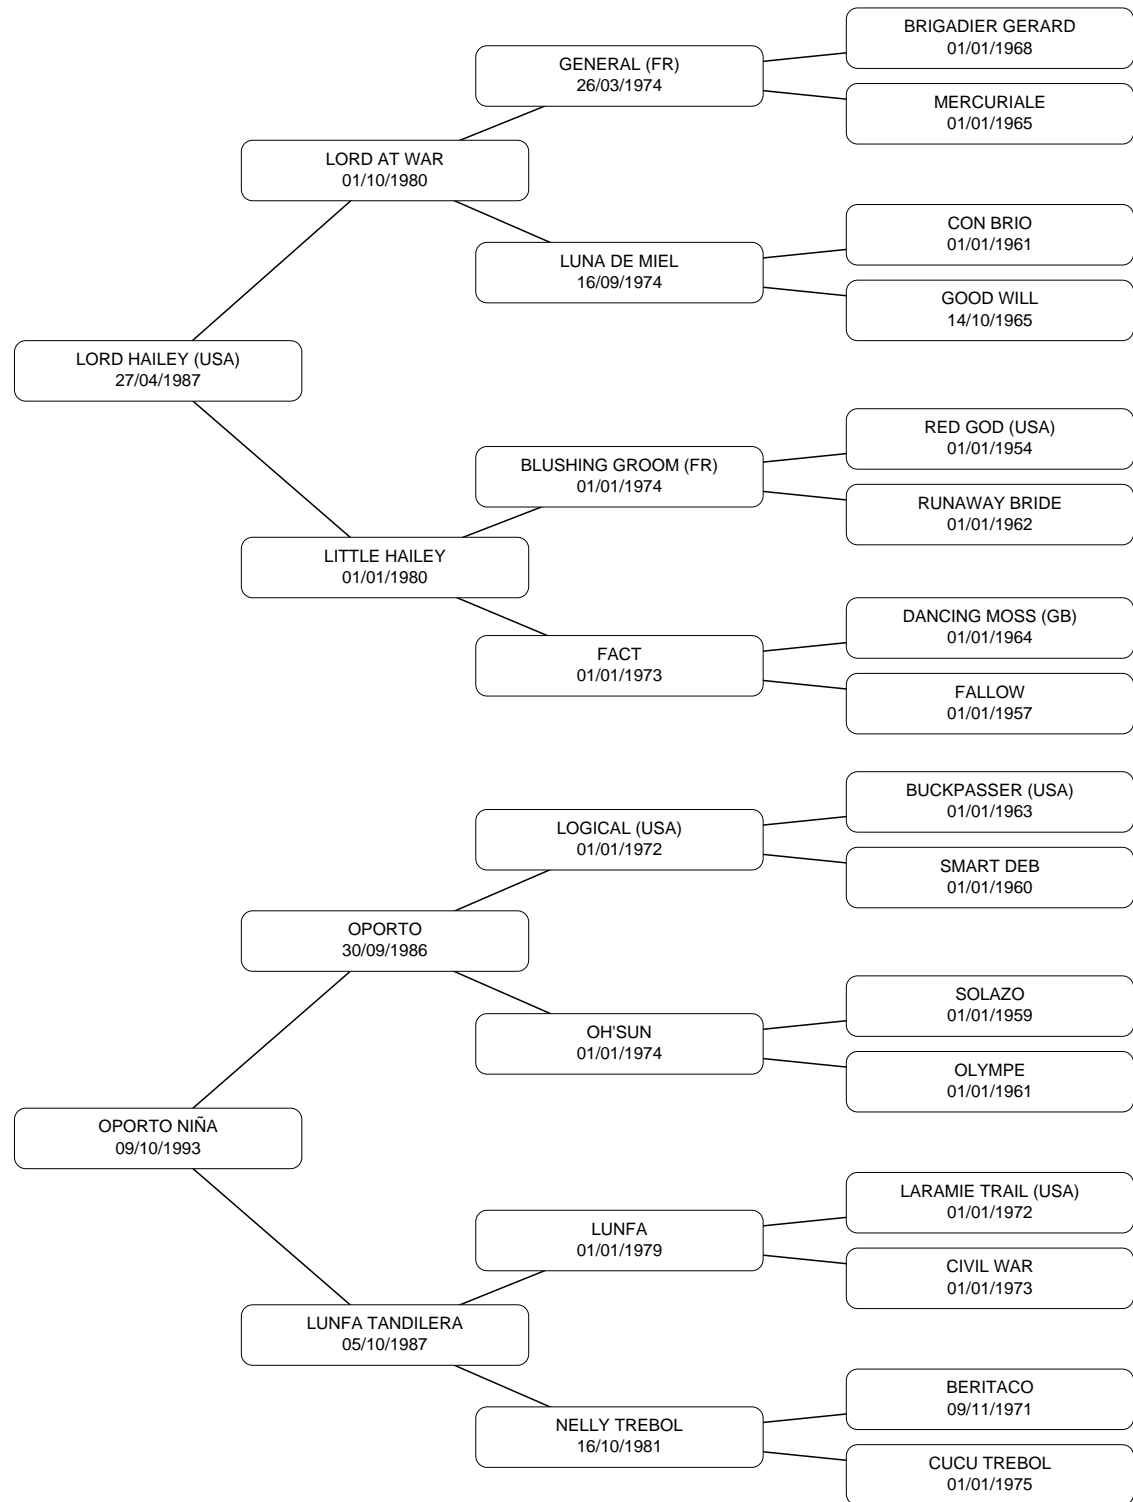 BRIGADIER GERARD
01/01/1968
GENERAL (FR)
26/03/1974
MERCURIALE
01/01/1965
LORD AT WAR
01/10/1980
CON BRIO
01/01/1961
LUNA DE MIEL
16/09/1974
GOOD WILL
14/10/1965
LORD HAILEY (USA)
27/04/1987
RED GOD (USA)
01/01/1954
BLUSHING GROOM (FR)
01/01/1974
RUNAWAY BRIDE
01/01/1962
LITTLE HAILEY
01/01/1980
DANCING MOSS (GB)
01/01/1964
FACT
01/01/1973
FALLOW
01/01/1957
BUCKPASSER (USA)
01/01/1963
LOGICAL (USA)
01/01/1972
SMART DEB
01/01/1960
OPORTO
30/09/1986
SOLAZO
01/01/1959
OH'SUN
01/01/1974
OLYMPE
01/01/1961
OPORTO NIÑA
09/10/1993
LARAMIE TRAIL (USA)
01/01/1972
LUNFA
01/01/1979
CIVIL WAR
01/01/1973
LUNFA TANDILERA
05/10/1987
BERITACO
09/11/1971
NELLY TREBOL
16/10/1981
CUCU TREBOL
01/01/1975